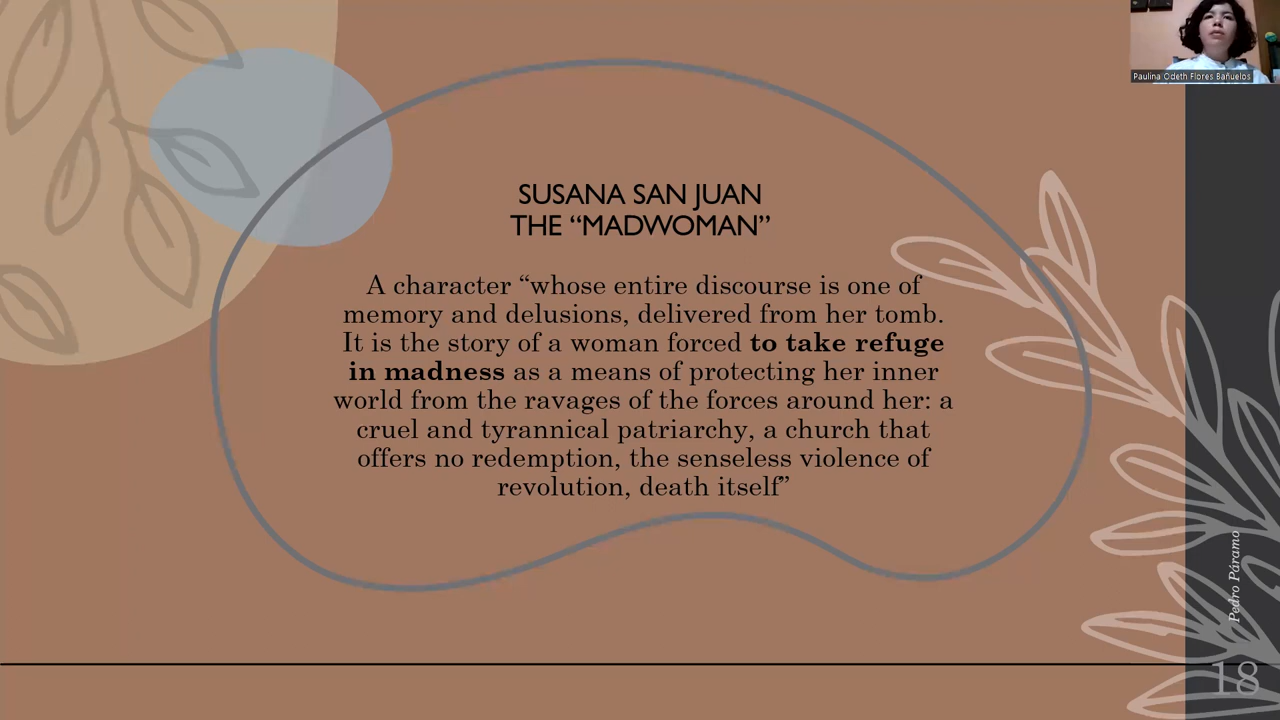 Paulina Odeth Flores Bañuelos
SUSANA SAN JUAN
THE “MADWOMAN”
A character “whose entire discourse is one of
memory and delusions, delivered from her tomb.
It is the story of a woman forced to take refuge
in madness as a means of protecting her inner
world from the ravages of the forces around her: a
cruel and tyrannical patriarchy, a church that
offers no redemption, the senseless violence of
revolution, death itself”
Pedro Páramo
18